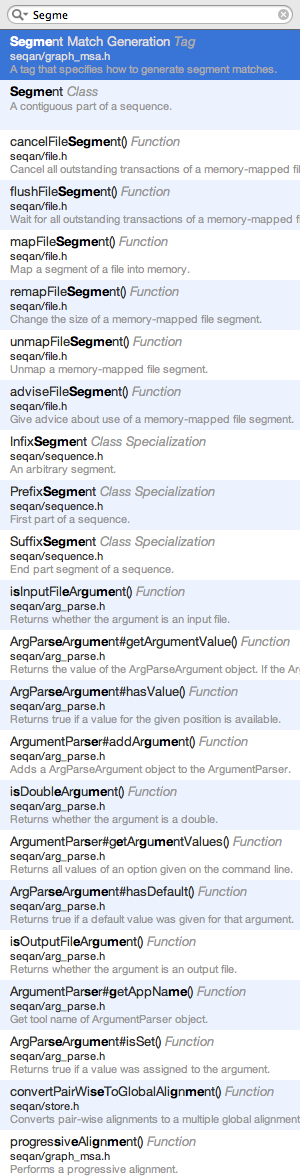 Segme
Segment Match Generation Tag
seqan/graph_msa.h
A tag that specifies how to generate segment matches.
Segment Class
A contiguous part of a sequence.
cancelFileSegment() Function
seqan/file.h
Cancel all outstanding transactions of a memory-mapped file
flushFileSegment() Function
seqan/file.h
Wait for all outstanding transactions of a memory-mapped fi
mapFileSegment() Function
seqan/file.h
Map a segment of a file into memory.
remapFileSegment() Function
seqan/file.h
Change the size of a memory-mapped file segment.
unmapFileSegment() Function
seqan/file.h
Unmap a memory-mapped file segment.
adviseFileSegment() Function
seqan/file.h
Give advice about use of a memory-mapped file segment.
InfixSegment Class Specialization
seqan/sequence.h
An arbitrary segment.
PrefixSegment Class Specialization
seqan/sequence.h
First part of a sequence.
SuffixSegment Class Specialization
seqan/sequence.h
End part segment of a sequence.
isInputFileArgument() Function
seqan/arg_parse.h
Returns whether the argument is an input file.
ArgParseArgument#getArgumentValue() Function
seqan/arg_parse.h
Returns the value of the ArgParseArgument object. If the Ar
ArgParseArgument#hasValue() Function
seqan/arg_parse.h
Returns true if a value for the given position is available.
ArgumentParser#addArgument() Function
seqan/arg_parse.h
Adds a ArgParseArgument object to the ArgumentParser.
isDoubleArgument() Function
seqan/arg_parse.h
Returns whether the argument is a double.
ArgumentParser#getArgumentValues() Function
seqan/arg_parse.h
Returns all values of an option given on the command line.
ArgParseArgument#hasDefault() Function
seqan/arg_parse.h
Returns true if a default value was given for that argument.
isOutputFileArgument() Function
seqan/arg_parse.h
Returns whether the argument is an output file.
ArgumentParser#getAppName() Function
seqan/arg_parse.h
Get tool name of ArgumentParser object.
ArgParseArgument#isSet() Function
seqan/arg_parse.h
Returns true if a value was assigned to the argument.
convertPairWiseToGlobalAlignment() Function
seqan/store.h
Converts pair-wise alignments to a multiple global alignment
progressiveAlignment() Function
seqan/graph_msa.h
Performs a progressive alignment.